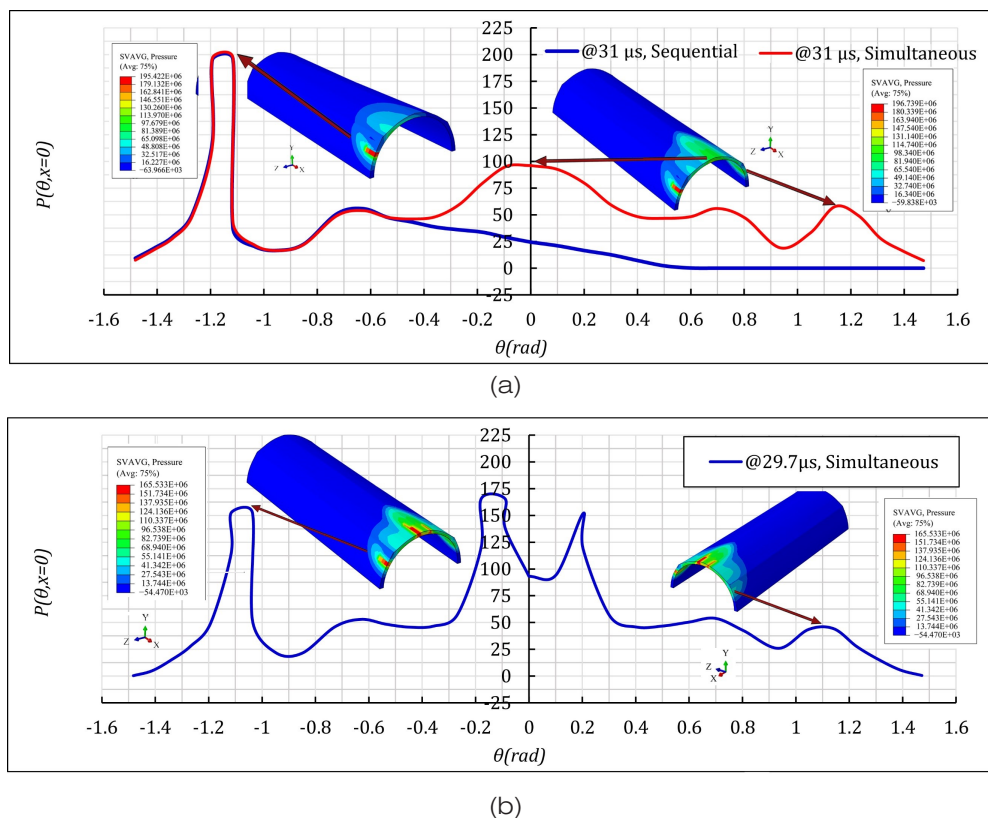 225
200
175
150
125
100
75
50
25
0
-25
P(θ,x=0)
SVAVG, Pressure
(Avg: 75%)
195.422E+06
179.132E+06
162.841E+06
146.551E+06
130.260E+06
113.970E+06
97.679E+06
81.389E+06
65.098E+06
48.808E+06
32.517E+06
16.227E+06
−63.966E+03
Y
Z
X
@31 μs, Sequential
@31 μs, Simultaneous
Y
Z
X
SVAVG, Pressure
(Avg: 75%)
196.739E+06
180.339E+06
163.940E+06
147.540E+06
131.140E+06
114.740E+06
98.340E+06
81.940E+06
65.540E+06
49.140E+06
32.740E+06
16.340E+06
−59.838E+03
-1.6 -1.4 -1.2 -1 -0.8 -0.6 -0.4 -0.2 0 0.2 0.4 0.6 0.8 1 1.2 1.4 1.6
θ(rad)
(a)
225
200
175
150
125
100
75
50
25
0
-25
P(θ,x=0)
SVAVG, Pressure
(Avg: 75%)
165.533E+06
151.734E+06
137.935E+06
124.136E+06
110.337E+06
96.538E+06
82.739E+06
68.940E+06
55.141E+06
41.342E+06
27.543E+06
13.744E+06
−54.470E+03
Y
Z
X
@29.7μs, Simultaneous
SVAVG, Pressure
(Avg: 75%)
165.533E+06
151.734E+06
137.935E+06
124.136E+06
110.337E+06
96.538E+06
82.739E+06
68.940E+06
55.141E+06
41.342E+06
27.543E+06
13.744E+06
−54.470E+03
Y
Z
X
-1.6 -1.4 -1.2 -1 -0.8 -0.6 -0.4 -0.2 0 0.2 0.4 0.6 0.8 1 1.2 1.4 1.6
θ(rad)
(b)